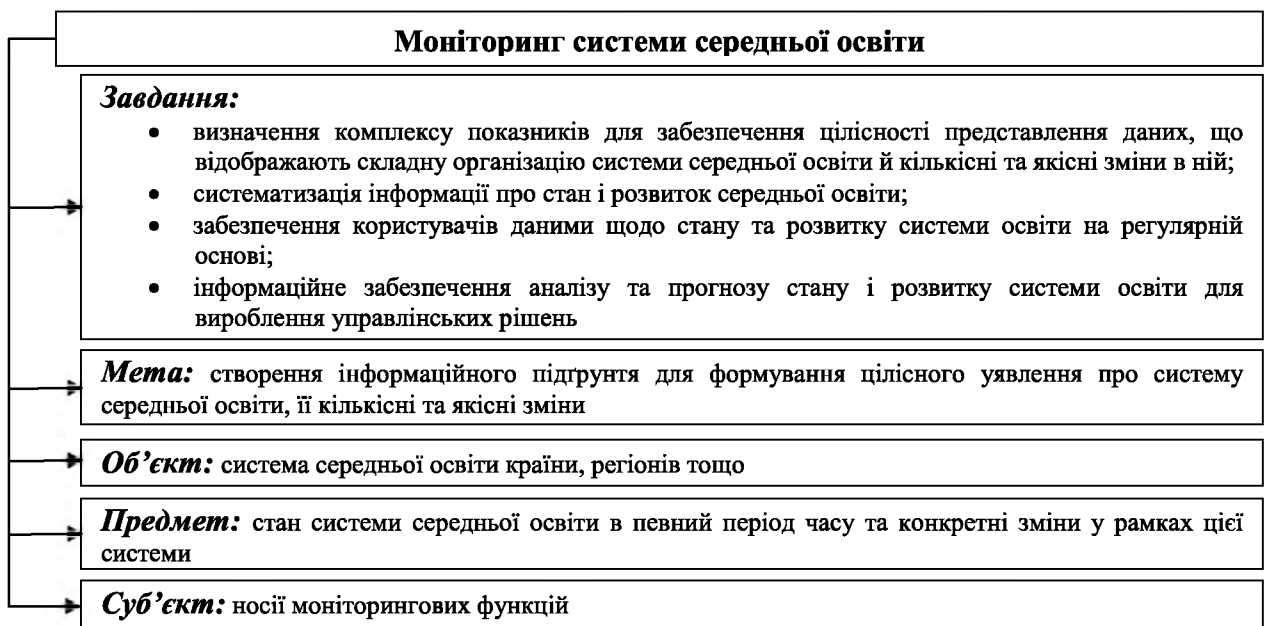 Моніторинг системи середньої освіти
Завдання:
• визначення комплексу показників для забезпечення цілісності представлення даних, що
відображають складну організацію системи середньої освіти й кількісні та якісні зміни в ній;
• систематизація інформації про стан і розвиток середньої освіти;
• забезпечення користувачів даними щодо стану та розвитку системи освіти на регулярній
основі;
• інформаційне забезпечення аналізу та прогнозу стану і розвитку системи освіти для
вироблення управлінських рішень
Мета: створення інформаційного підґрунтя для формування цілісного уявлення про систему
середньої освіти, її кількісні та якісні зміни
Об’єкт: система середньої освіти країни, регіонів тощо
Предмет: стан системи середньої освіти в певний період часу та конкретні зміни у рамках цієї
системи
Суб’єкт: носії моніторингових функцій